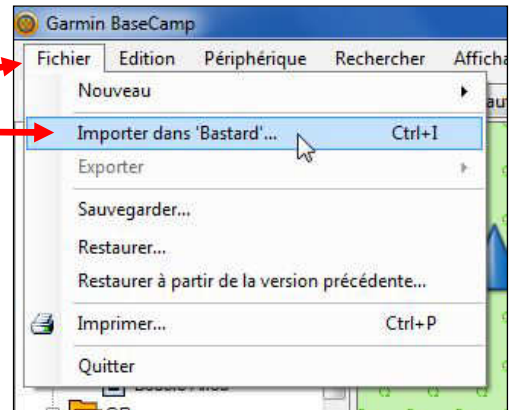 Garmin BaseCamp
Fichier Edition Périphérique Rechercher
Nouveau
Importer dans 'Bastard'... Ctrl+I
Exporter
Sauvegarder...
Restaurer...
Restaurer à partir de la version précédente...
Imprimer... Ctrl+P
Quitter